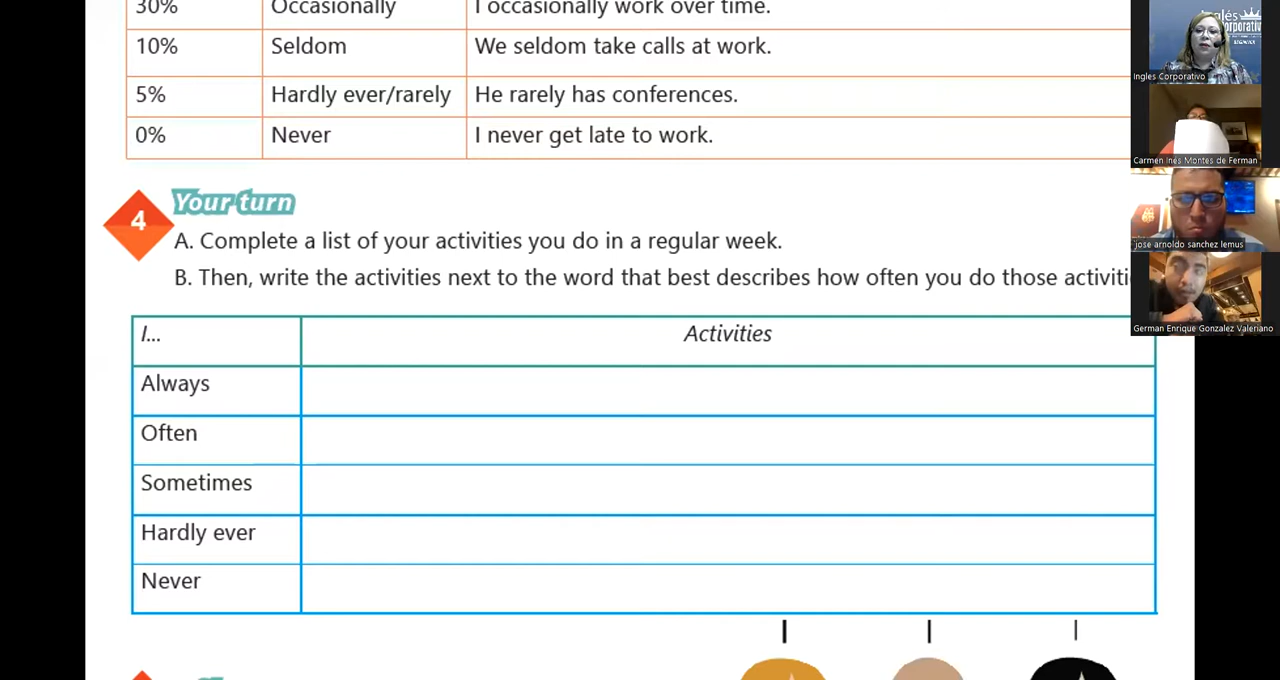 30% Occasionally I occasionally work over time.
10% Seldom We seldom take calls at work.
5% Hardly ever/rarely He rarely has conferences.
0% Never I never get late to work.
4 Your turn
A. Complete a list of your activities you do in a regular week.
B. Then, write the activities next to the word that best describes how often you do those activiti
I... Activities
Always
Often
Sometimes
Hardly ever
Never
Inglés
Corporativo
Ingles Corporativo
Carmen Inés Montes de Ferman
jose arnoldo sanchez lemus
German Enrique Gonzalez Valeriano